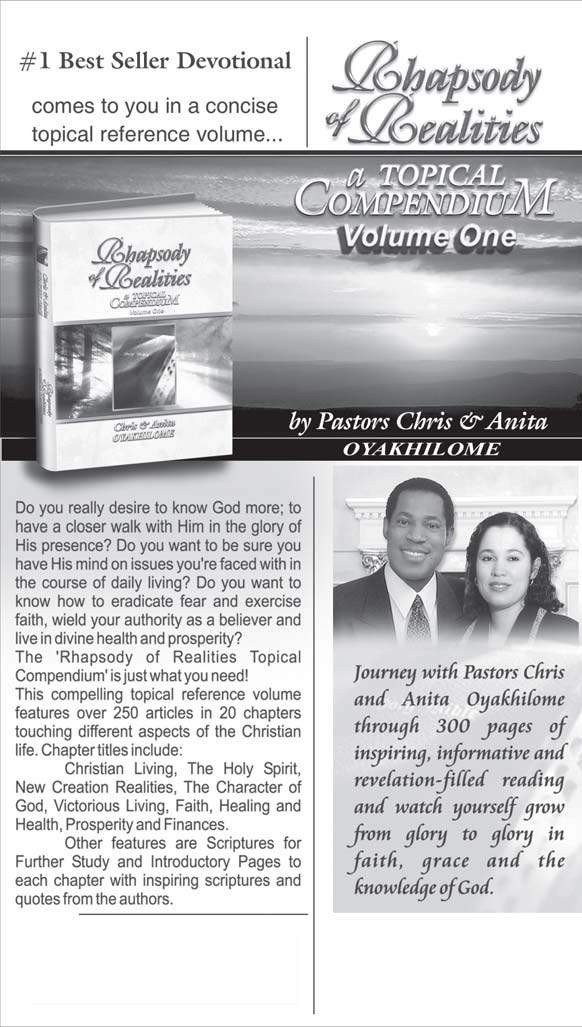 #1 Best Seller Devotional
comes to you in a concise
topical reference volume...
Rhapsody
of Realities
a TOPICAL
COMPENDIUM
Volume One
Rhapsody
of Realities
a TOPICAL
COMPENDIUM
Volume One
Chris & Anita
OYAKHILOME
by Pastors Chris & Anita
OYAKHILOME
Do you really desire to know God more; to
have a closer walk with Him in the glory of
His presence? Do you want to be sure you
have His mind on issues you're faced with in
the course of daily living? Do you want to
know how to eradicate fear and exercise
faith, wield your authority as a believer and
live in divine health and prosperity?
The 'Rhapsody of Realities Topical
Compendium' is just what you need!
This compelling topical reference volume
features over 250 articles in 20 chapters
touching different aspects of the Christian
life. Chapter titles include:
Christian Living, The Holy Spirit,
New Creation Realities, The Character of
God, Victorious Living, Faith, Healing and
Health, Prosperity and Finances.
Other features are Scriptures for
Further Study and Introductory Pages to
each chapter with inspiring scriptures and
quotes from the authors.
Journey with Pastors Chris
and Anita Oyakhilome
through 300 pages of
inspiring, informative and
revelation-filled reading
and watch yourself grow
from glory to glory in
faith, grace and the
knowledge of God.